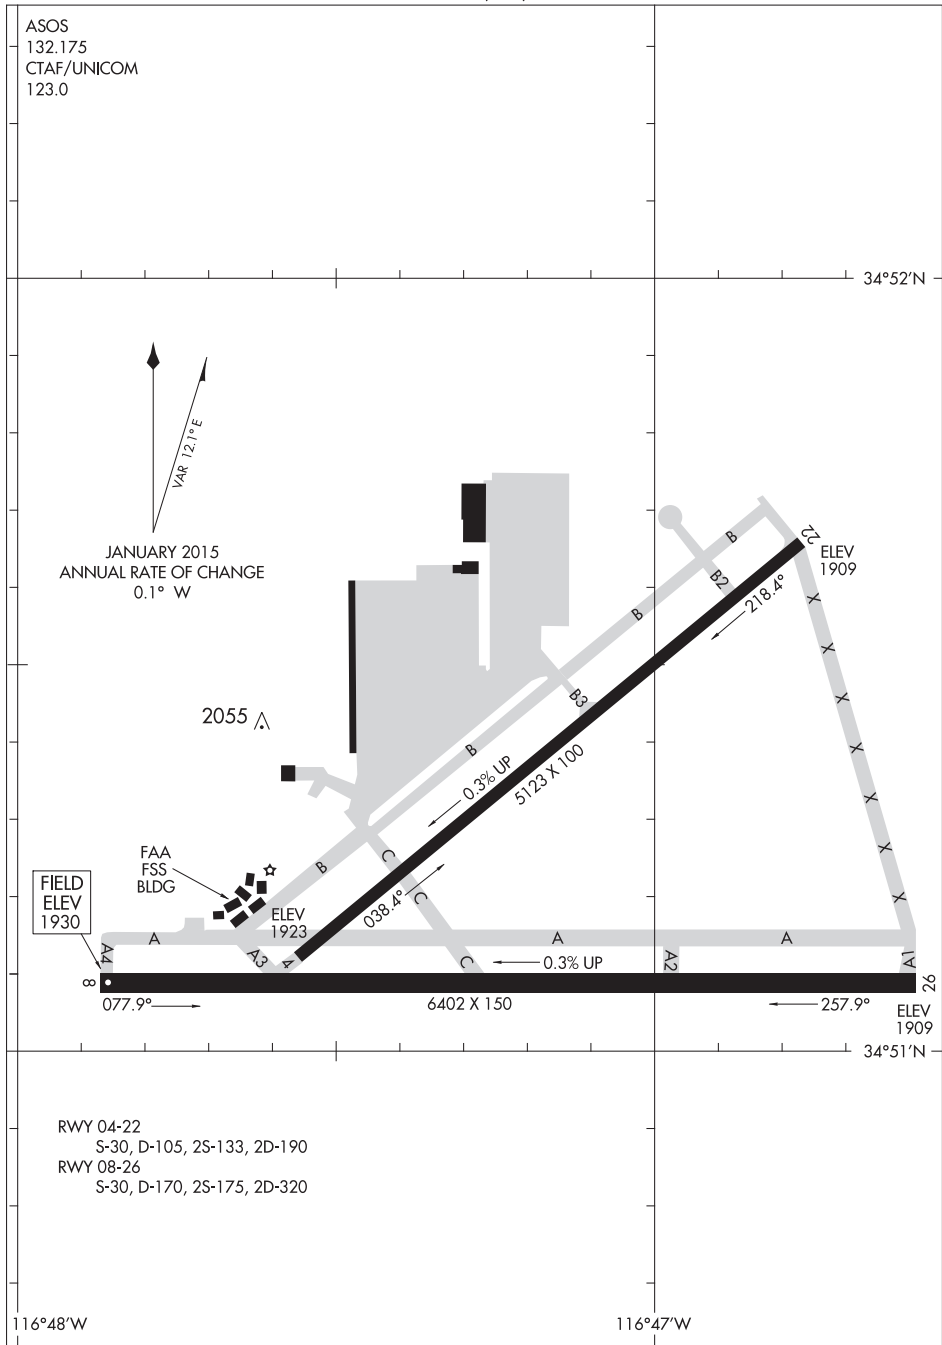 ASOS
132.175
CTAF/UNICOM
123.0
34°52'N
VAR 12.1° E
JANUARY 2015
ANNUAL RATE OF CHANGE
0.1° W
22
ELEV
1909
B
B2
218.4°
X
X
X
X
X
X
X
B
B3
2055
B
0.3% UP
5123 X 100
FAA
FSS
BLDG
B
C
C
038.4°
FIELD
ELEV
1930
ELEV
1923
A
A
A
A4
A3
4
C
0.3% UP
A2
A1
8
26
077.9°
6402 X 150
257.9°
ELEV
1909
34°51'N
RWY 04-22
S-30, D-105, 2S-133, 2D-190
RWY 08-26
S-30, D-170, 2S-175, 2D-320
116°48'W
116°47'W